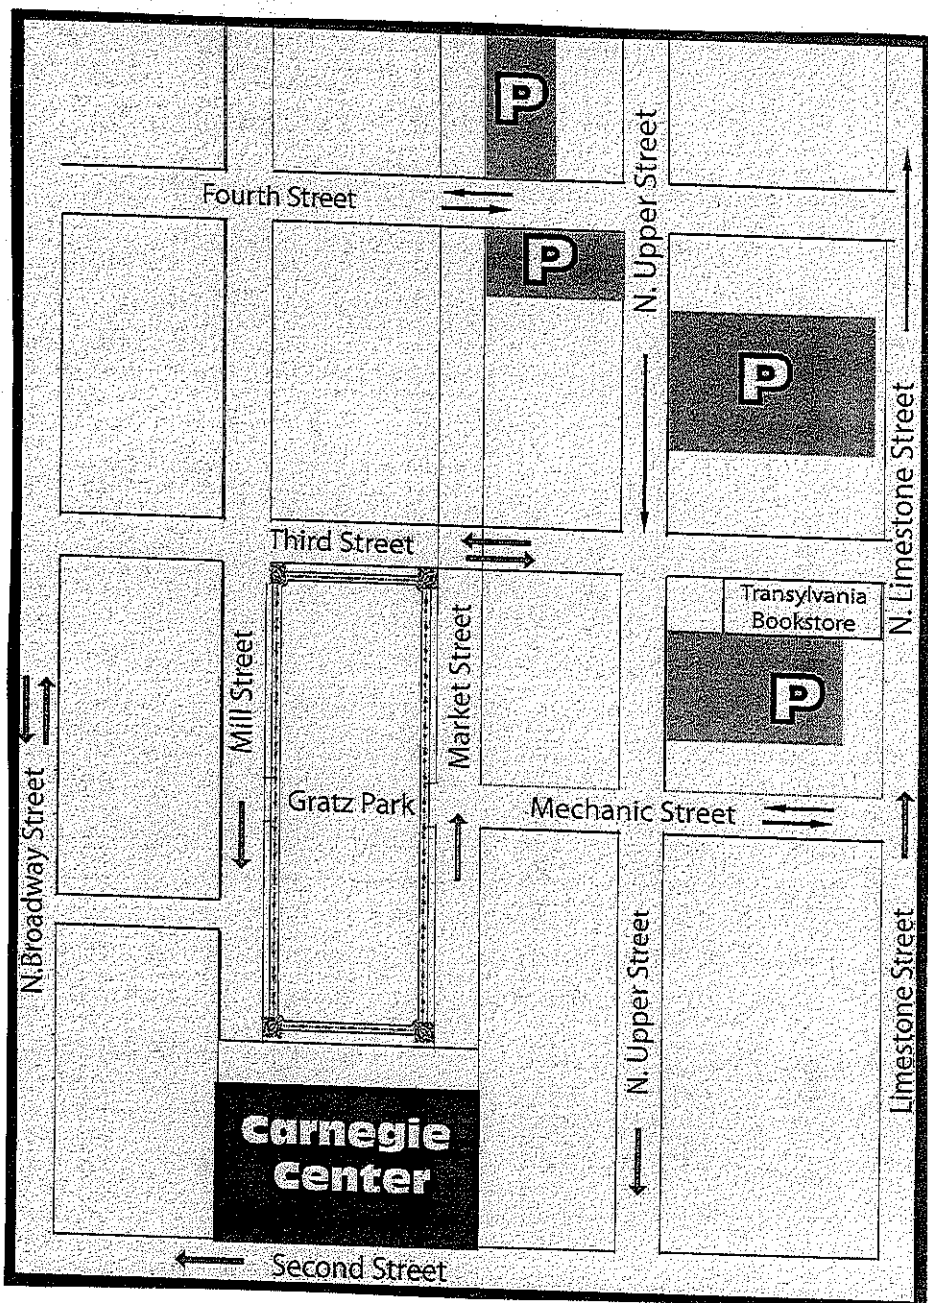 P
Fourth Street
N. Upper Street
P
P
N. Limestone Street
Third Street
Transylvania
Bookstore
Mill Street
Market Street
P
N.Broadway Street
Gratz Park
Mechanic Street
N. Upper Street
Limestone Street
Carnegie
Center
Second Street